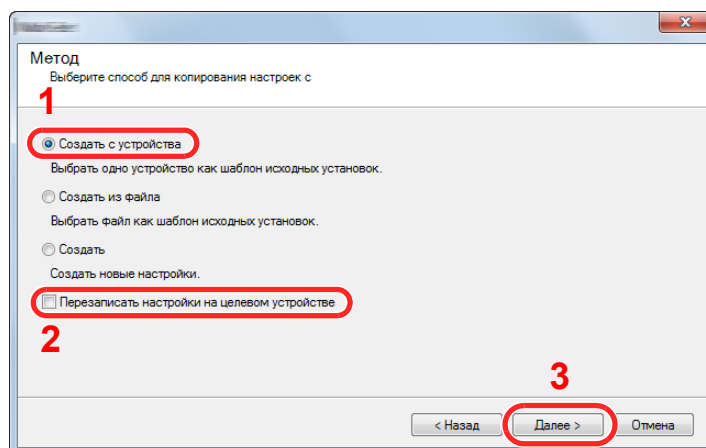 Метод
Выберите способ для копирования настроек с
1
Создать с устройства
Выбрать одно устройство как шаблон исходных установок.
Создать из файла
Выбрать файл как шаблон исходных установок.
Создать
Создать новые настройки.
Перезаписать настройки на целевом устройстве
2
3
< Назад
Далее >
Отмена